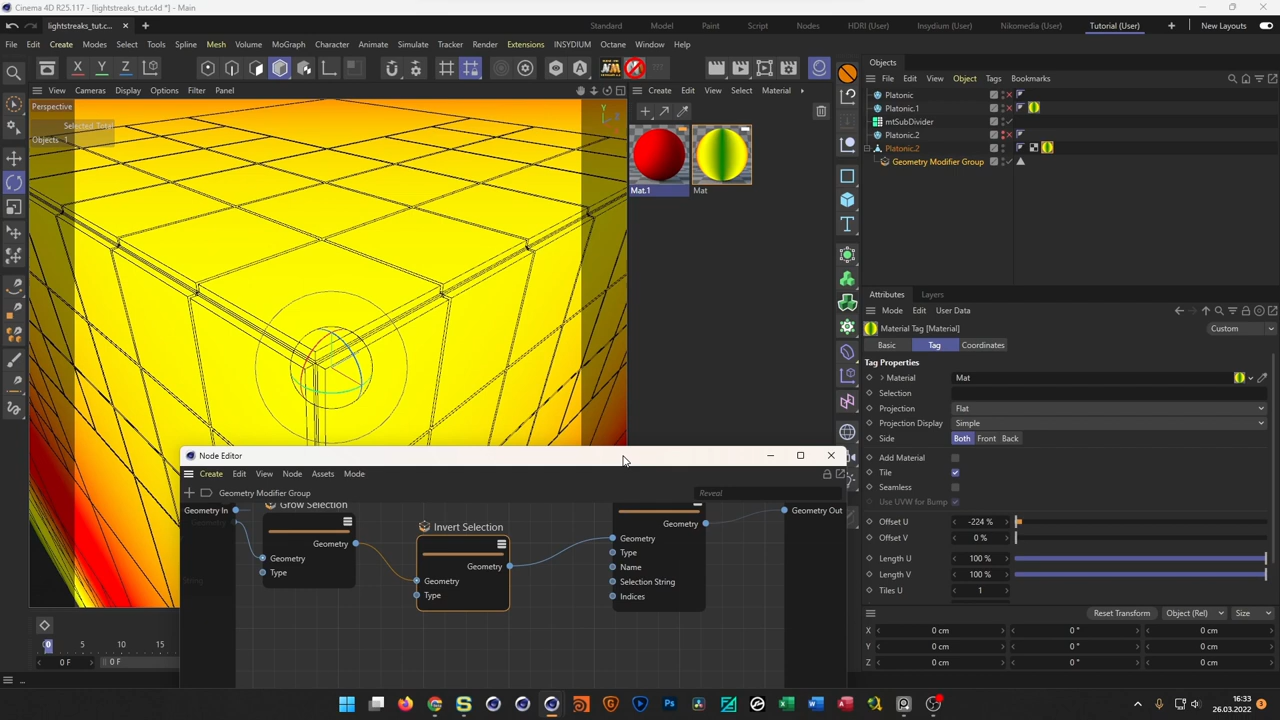 Cinema 4D R25.117 - [lightstreaks_tut.c4d *] - Main
lightstreaks_tut.c...
Standard Model Paint Script Nodes HDRI (User) Insydium (User) Nikomedia (User) Tutorial (User) New Layouts
File Edit Create Modes Select Tools Spline Mesh Volume MoGraph Character Animate Simulate Tracker Render Extensions INSYDIUM Octane Window Help
X Y Z
NM
View Cameras Display Options Filter Panel
Perspective
Selected Total
Objects 1
Y
Create Edit View Select Material
Mat.1
Mat
Objects
File Edit View Object Tags Bookmarks
Platonic
Platonic.1
mtSubDivider
Platonic.2
Platonic.2
Geometry Modifier Group
Attributes Layers
Mode Edit User Data
Material Tag [Material]
Custom
Basic Tag Coordinates
Tag Properties
Material Mat
Selection
Projection Flat
Projection Display Simple
Side Both Front Back
Add Material
Tile
Seamless
Use UVW for Bump
Offset U -224 %
Offset V 0 %
Length U 100 %
Length V 100 %
Tiles U 1
Reset Transform Object (Rel) Size
X 0 cm 0 ° 0 cm
Y 0 cm 0 ° 0 cm
Z 0 cm 0 ° 0 cm
Node Editor
Create Edit View Node Assets Mode
Geometry Modifier Group
Reveal
Geometry In
Grow Selection
Geometry
Geometry
Type
Invert Selection
Geometry
Geometry
Type
Geometry
Geometry
Type
Name
Selection String
Indices
Geometry Out
0 5 10 15
0 F 0 F
...
16:33
26.03.2022